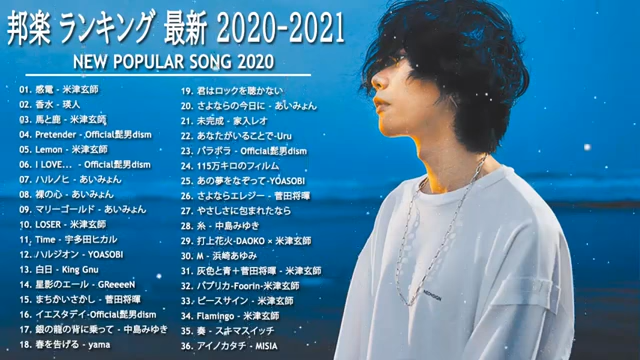 邦楽 ランキング 最新 2020-2021
NEW POPULAR SONG 2020
01. 感電 - 米津玄師
02. 香水 - 瑛人
03. 馬と鹿 - 米津玄師
04. Pretender - Official髭男dism
05. Lemon - 米津玄師
06. I LOVE... - Official髭男dism
07. ハルノヒ - あいみょん
08. 裸の心 - あいみょん
09. マリーゴールド - あいみょん
10. LOSER - 米津玄師
11. Time - 宇多田ヒカル
12. ハルジオン - YOASOBI
13. 白日 - King Gnu
14. 星影のエール - GReeeeN
15. まちがいさがし - 菅田将暉
16. イエスタデイ-Official髭男dism
17. 銀の龍の背に乗って - 中島みゆき
18. 春を告げる - yama
19. 君はロックを聴かない
20. さよならの今日に - あいみょん
21. 未完成 - 家入レオ
22. あなたがいることで-Uru
23. パラボラ - Official髭男dism
24. 115万キロのフィルム
25. あの夢をなぞって-YOASOBI
26. さよならエレジー - 菅田将暉
27. やさしさに包まれたなら
28. 糸 - 中島みゆき
29. 打上花火-DAOKO × 米津玄師
30. M - 浜崎あゆみ
31. 灰色と青+菅田将暉 - 米津玄師
32. パプリカ-Foorin-米津玄師
33. ピースサイン - 米津玄師
34. Flamingo - 米津玄師
35. 奏 - スキマスイッチ
36. アイノカタチ - MISIA